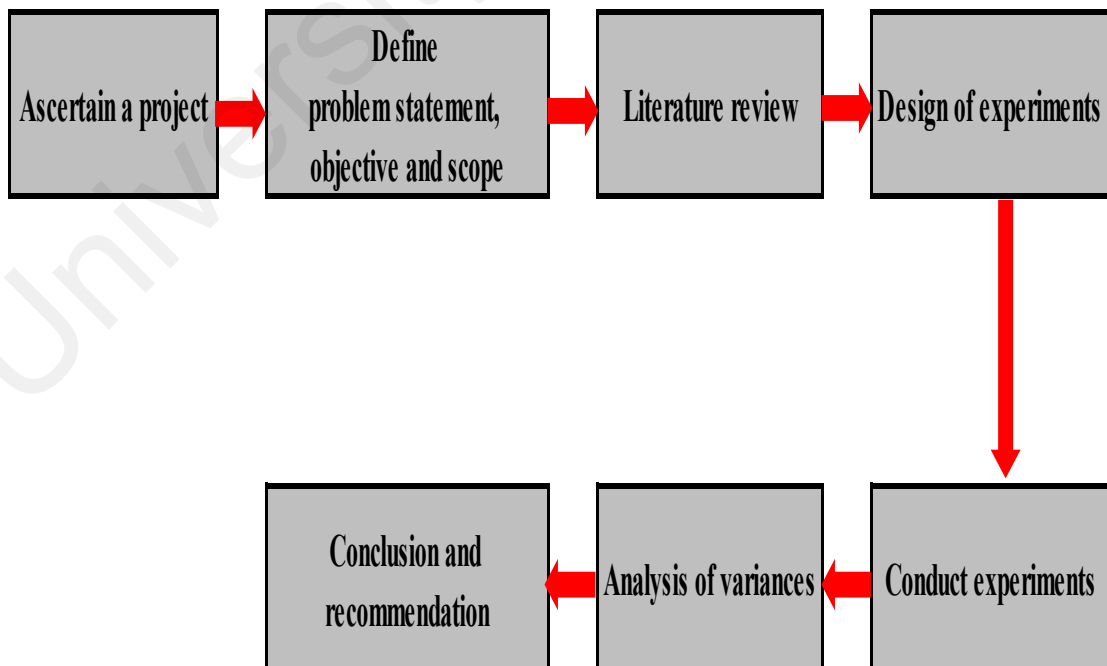 Ascertain a project
Define
problem statement,
objective and scope
Literature review
Design of experiments
Conduct experiments
Analysis of variances
Conclusion and
recommendation
Universit